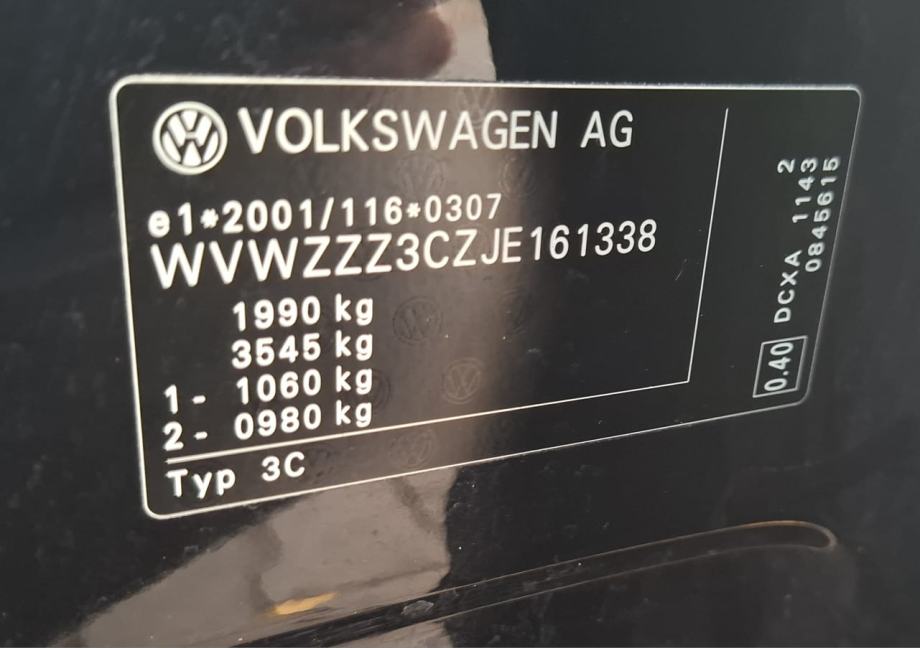 VOLKSWAGEN AG
e1*2001/116*0307
WVWZZZ3CZJE161338
1990 kg
3545 kg
1- 1060 kg
2- 0980 kg
Typ 3C
0.40 DCXA 1143 2
0845615